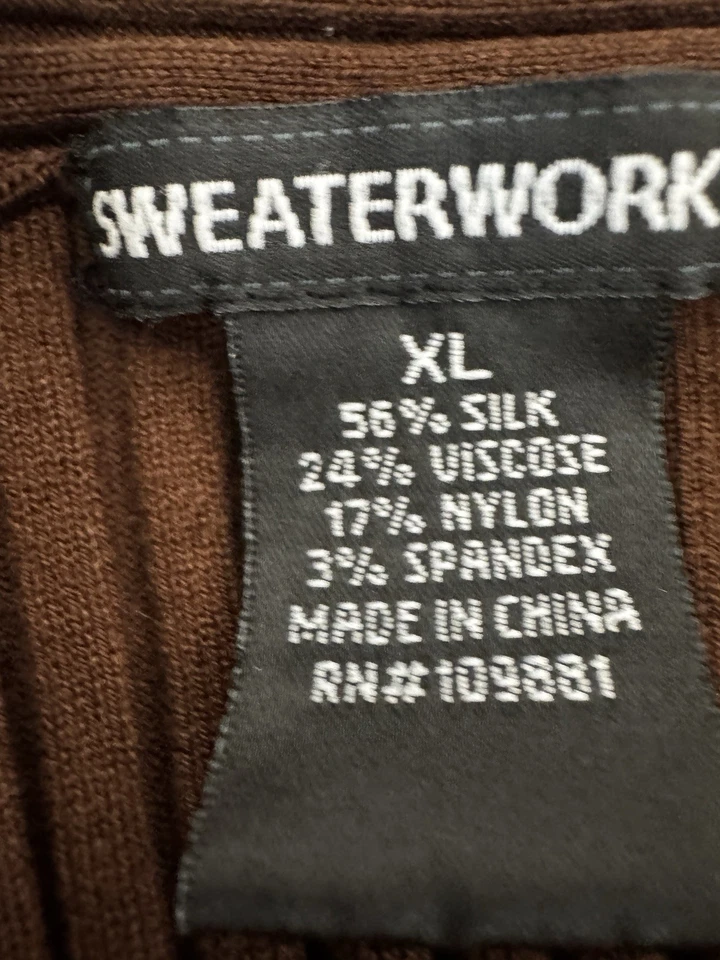 SWEATERWORK
XL
56% SILK
24% VISCOSE
17% NYLON
3% SPANDEX
MADE IN CHINA
RN#109881